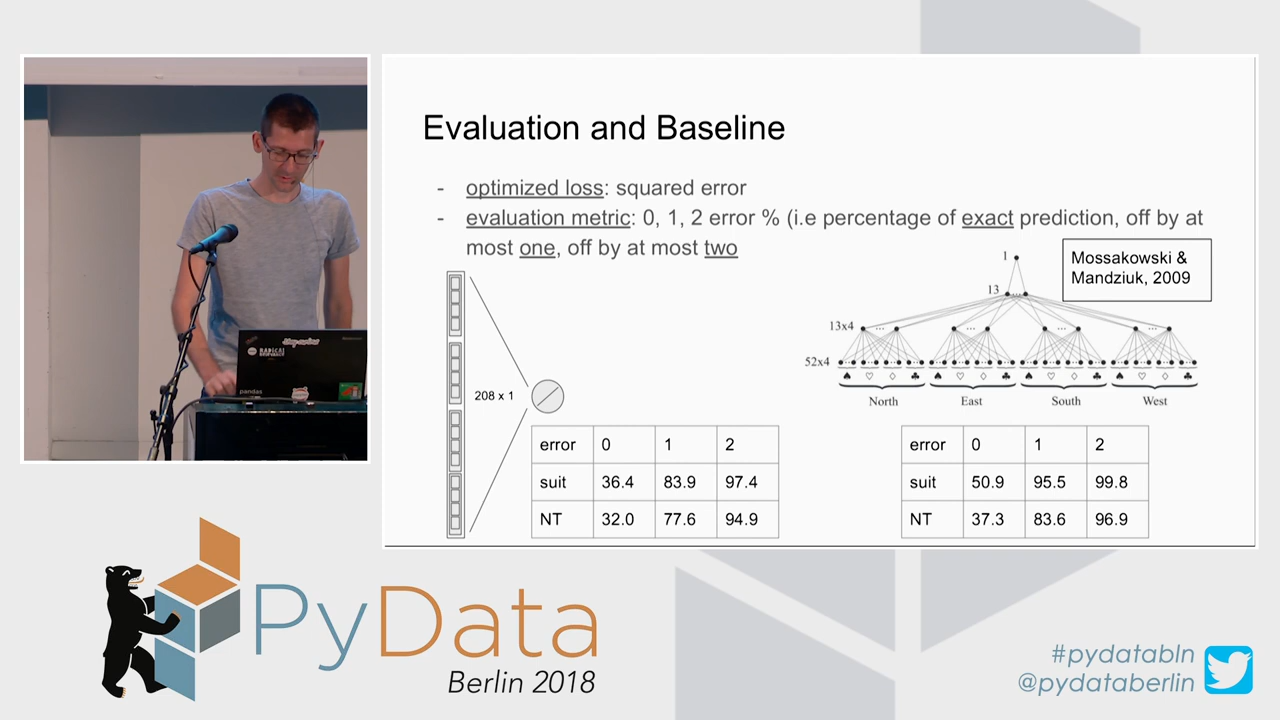 Evaluation and Baseline
- optimized loss: squared error
- evaluation metric: 0, 1, 2 error % (i.e percentage of exact prediction, off by at
most one, off by at most two
Mossakowski &
Mandziuk, 2009
1
13
13x4
52x4
♠ ♡ ♢ ♣ ♠ ♡ ♢ ♣ ♠ ♡ ♢ ♣ ♠ ♡ ♢ ♣
North East South West
208 x 1
error 0 1 2
suit 36.4 83.9 97.4
NT 32.0 77.6 94.9
error 0 1 2
suit 50.9 95.5 99.8
NT 37.3 83.6 96.9
RADICAL
pandas
PyData
Berlin 2018
#pydatabln
@pydataberlin